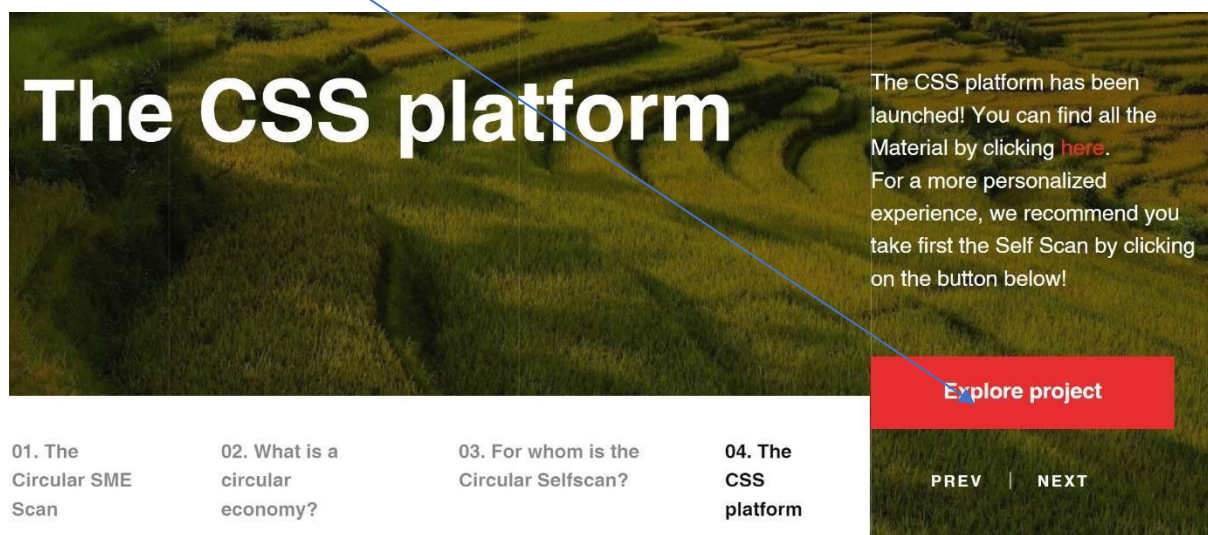 The CSS platform
The CSS platform has been
launched! You can find all the
Material by clicking here.
For a more personalized
experience, we recommend you
take first the Self Scan by clicking
on the button below!
Explore project
01. The
Circular SME
Scan
02. What is a
circular
economy?
03. For whom is the
Circular Selfscan?
04. The
CSS
platform
PREV | NEXT